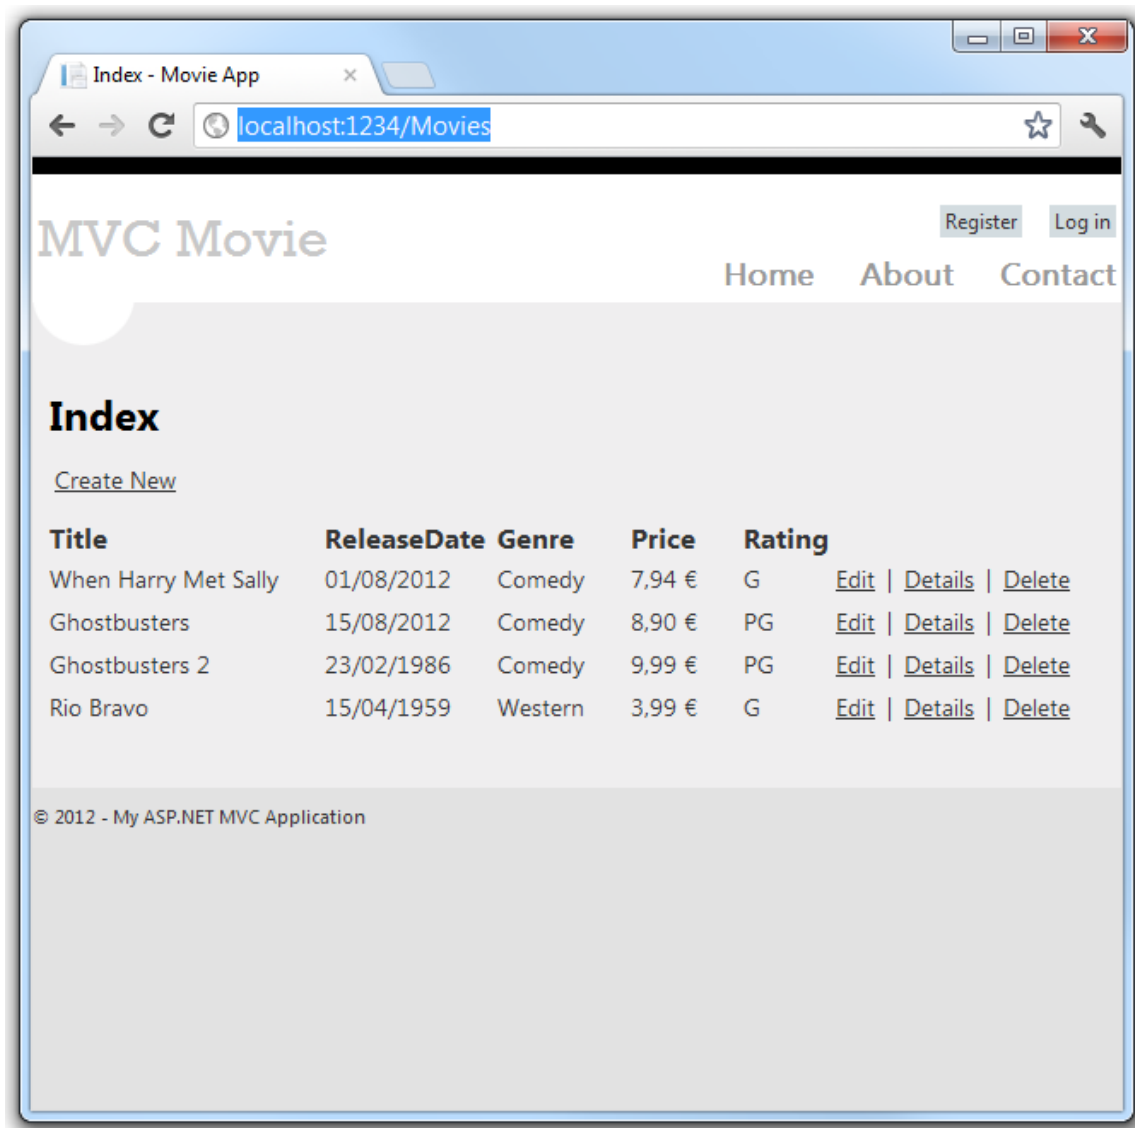 Index - Movie App
localhost:1234/Movies
Register Log in
MVC Movie
Home About Contact
Index
Create New
Title ReleaseDate Genre Price Rating
When Harry Met Sally 01/08/2012 Comedy 7,94 € G Edit | Details | Delete
Ghostbusters 15/08/2012 Comedy 8,90 € PG Edit | Details | Delete
Ghostbusters 2 23/02/1986 Comedy 9,99 € PG Edit | Details | Delete
Rio Bravo 15/04/1959 Western 3,99 € G Edit | Details | Delete
© 2012 - My ASP.NET MVC Application